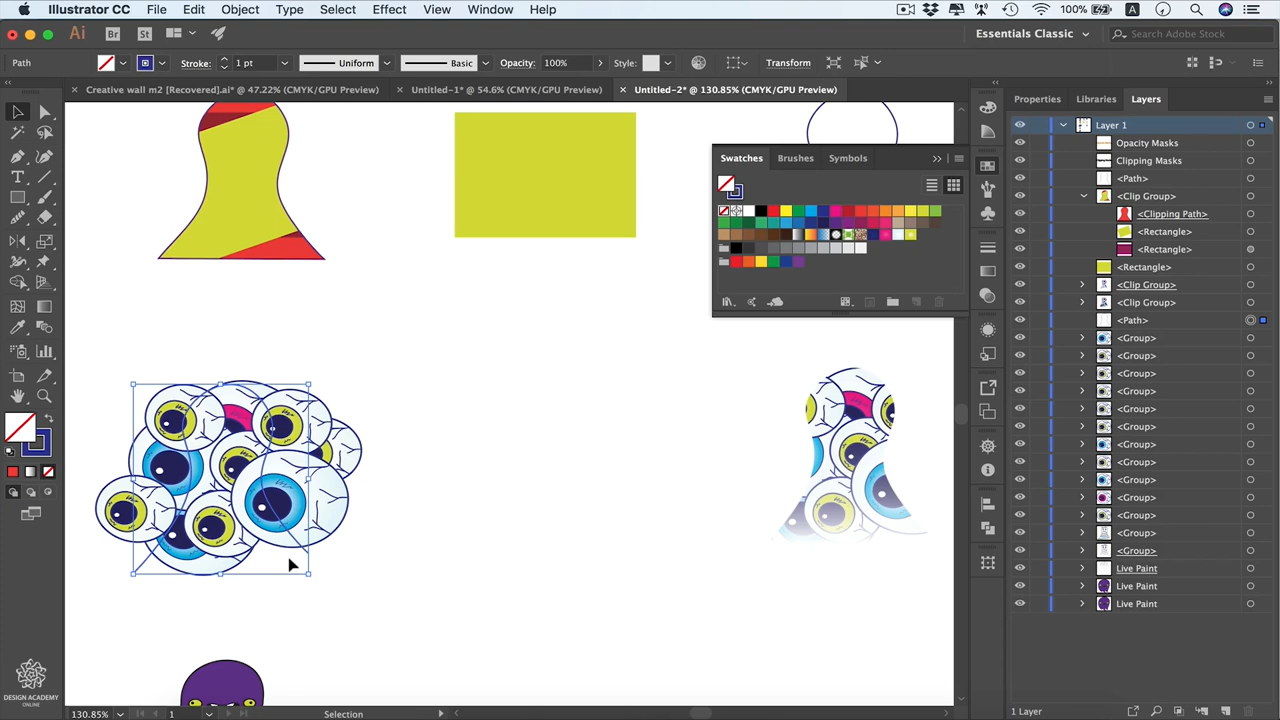 Illustrator CC File Edit Object Type Select Effect View Window Help 100% A
Ai Br St Essentials Classic Search Adobe Stock
Path Stroke: 1 pt Uniform Basic Opacity: 100% Style: Transform
Creative wall m2 [Recovered].ai* @ 47.22% (CMYK/GPU Preview) Untitled-1* @ 54.6% (CMYK/GPU Preview) Untitled-2* @ 130.85% (CMYK/GPU Preview)
Properties Libraries Layers
Layer 1
Opacity Masks
Clipping Masks
<Path>
<Clip Group>
<Clipping Path>
<Rectangle>
<Rectangle>
<Rectangle>
<Clip Group>
<Clip Group>
<Path>
<Group>
<Group>
<Group>
<Group>
<Group>
<Group>
<Group>
<Group>
<Group>
<Group>
<Group>
<Group>
<Group>
Live Paint
Live Paint
Live Paint
Swatches Brushes Symbols
DESIGN ACADEMY
ONLINE
130.85% 1 Selection
1 Layer